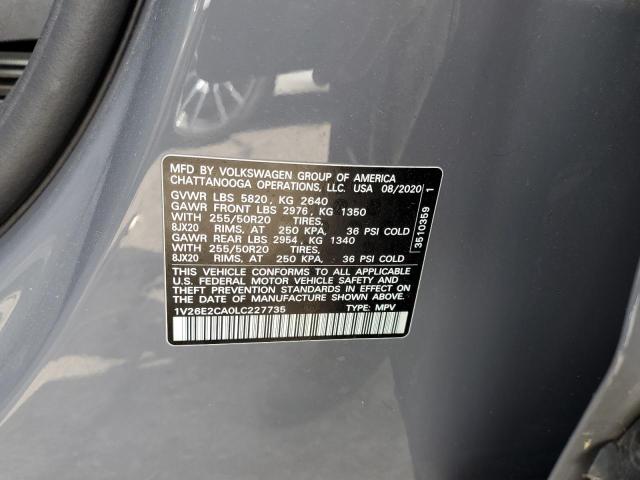 MFD BY VOLKSWAGEN GROUP OF AMERICA
CHATTANOOGA OPERATIONS, LLC. USA 08/2020
GVWR LBS 5820, KG 2640
GAWR FRONT LBS 2976, KG 1350
WITH 255/50R20 TIRES,
8JX20 RIMS, AT 250 KPA, 36 PSI COLD
GAWR REAR LBS 2954, KG 1340
WITH 255/50R20 TIRES,
8JX20 RIMS, AT 250 KPA, 36 PSI COLD
THIS VEHICLE CONFORMS TO ALL APPLICABLE
U.S. FEDERAL MOTOR VEHICLE SAFETY AND
THEFT PREVENTION STANDARDS IN EFFECT ON THE
DATE OF MANUFACTURE SHOWN ABOVE.
1V26E2CA0LC227735 TYPE: MPV
3510359 1